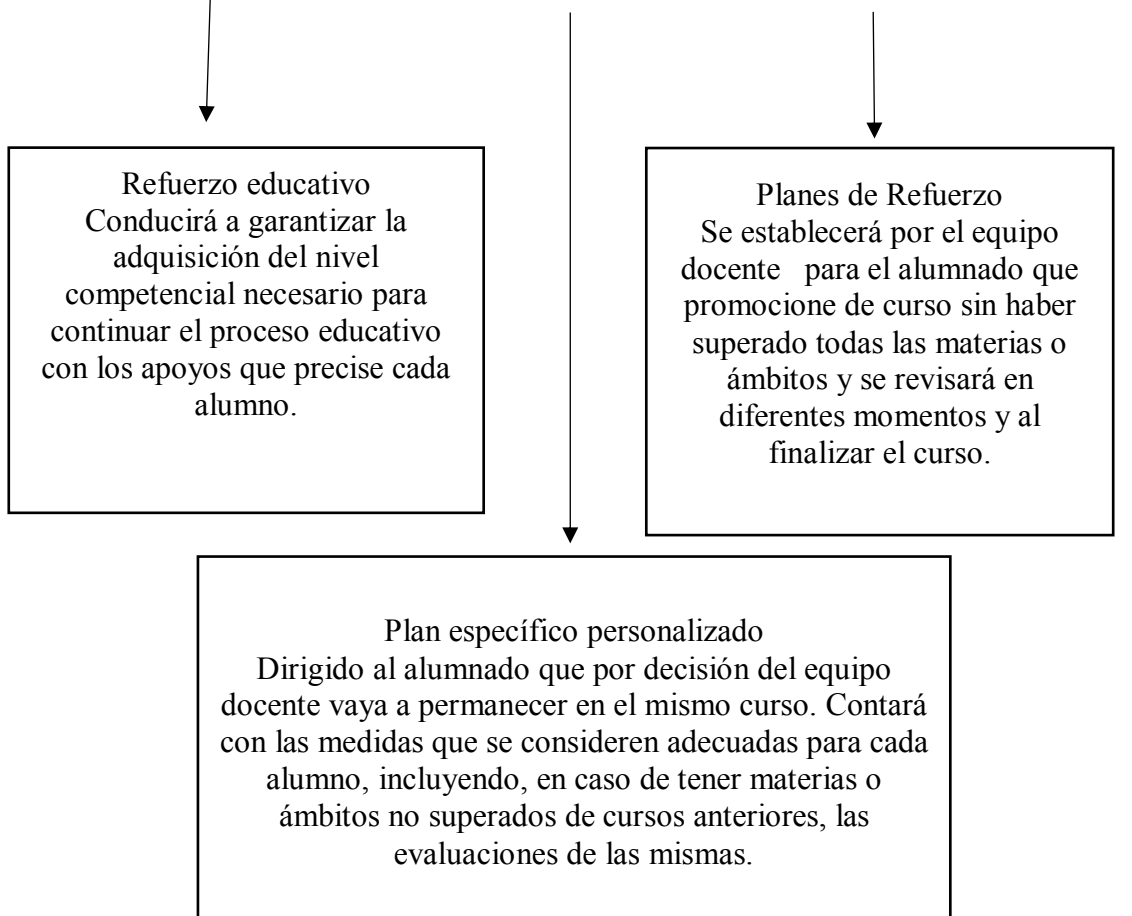 Refuerzo educativo
Conducirá a garantizar la
adquisición del nivel
competencial necesario para
continuar el proceso educativo
con los apoyos que precise cada
alumno.
Planes de Refuerzo
Se establecerá por el equipo
docente para el alumnado que
promocione de curso sin haber
superado todas las materias o
ámbitos y se revisará en
diferentes momentos y al
finalizar el curso.
Plan específico personalizado
Dirigido al alumnado que por decisión del equipo
docente vaya a permanecer en el mismo curso. Contará
con las medidas que se consideren adecuadas para cada
alumno, incluyendo, en caso de tener materias o
ámbitos no superados de cursos anteriores, las
evaluaciones de las mismas.